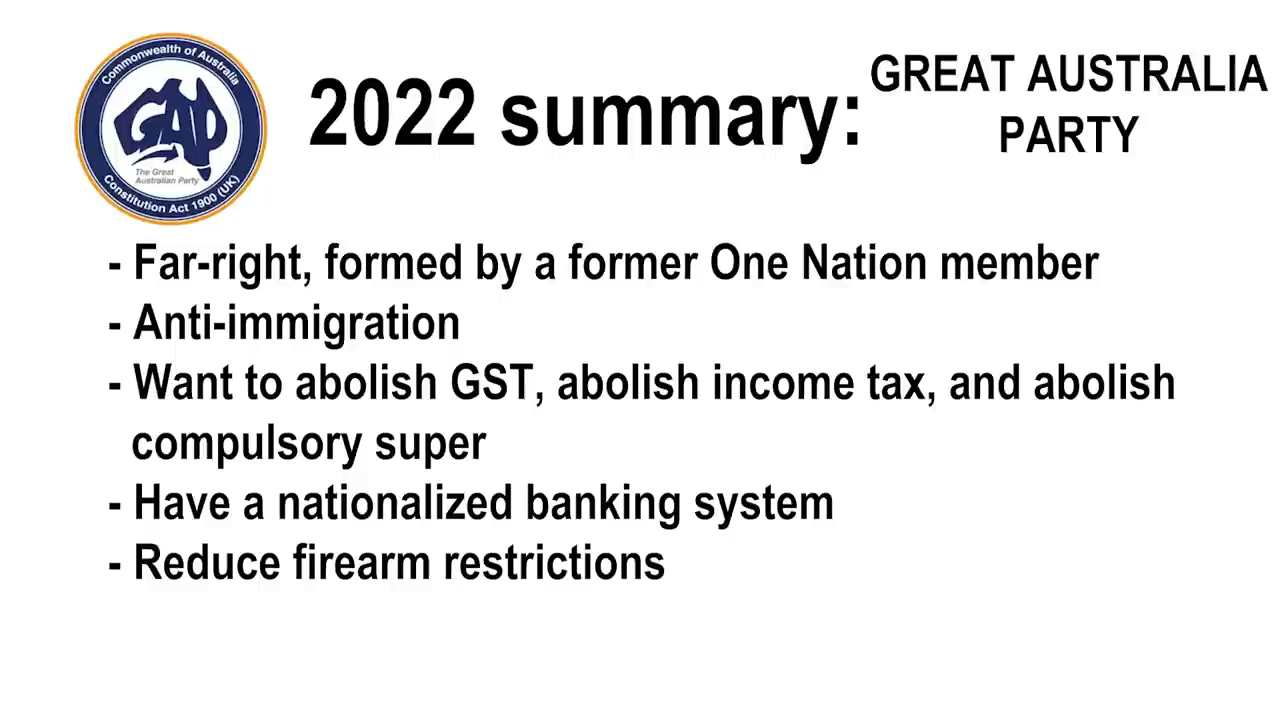 Commonwealth of Australia
GAP
The Great
Australian Party
Constitution Act 1900 (UK)
2022 summary:
GREAT AUSTRALIA
PARTY
- Far-right, formed by a former One Nation member
- Anti-immigration
- Want to abolish GST, abolish income tax, and abolish
compulsory super
- Have a nationalized banking system
- Reduce firearm restrictions